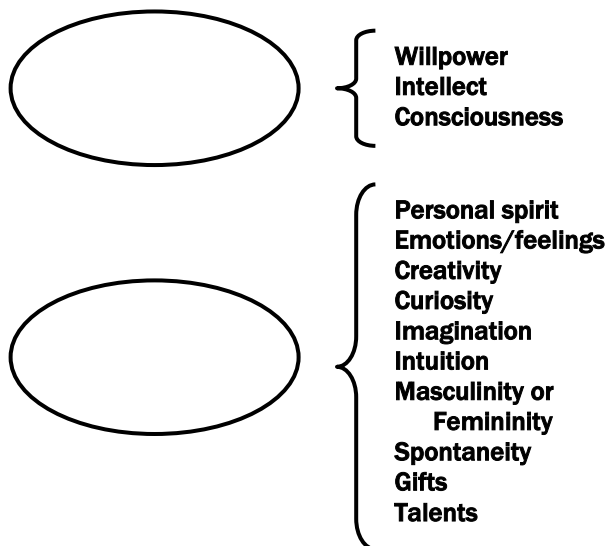 Willpower
Intellect
Consciousness
Personal spirit
Emotions/feelings
Creativity
Curiosity
Imagination
Intuition
Masculinity or
Femininity
Spontaneity
Gifts
Talents